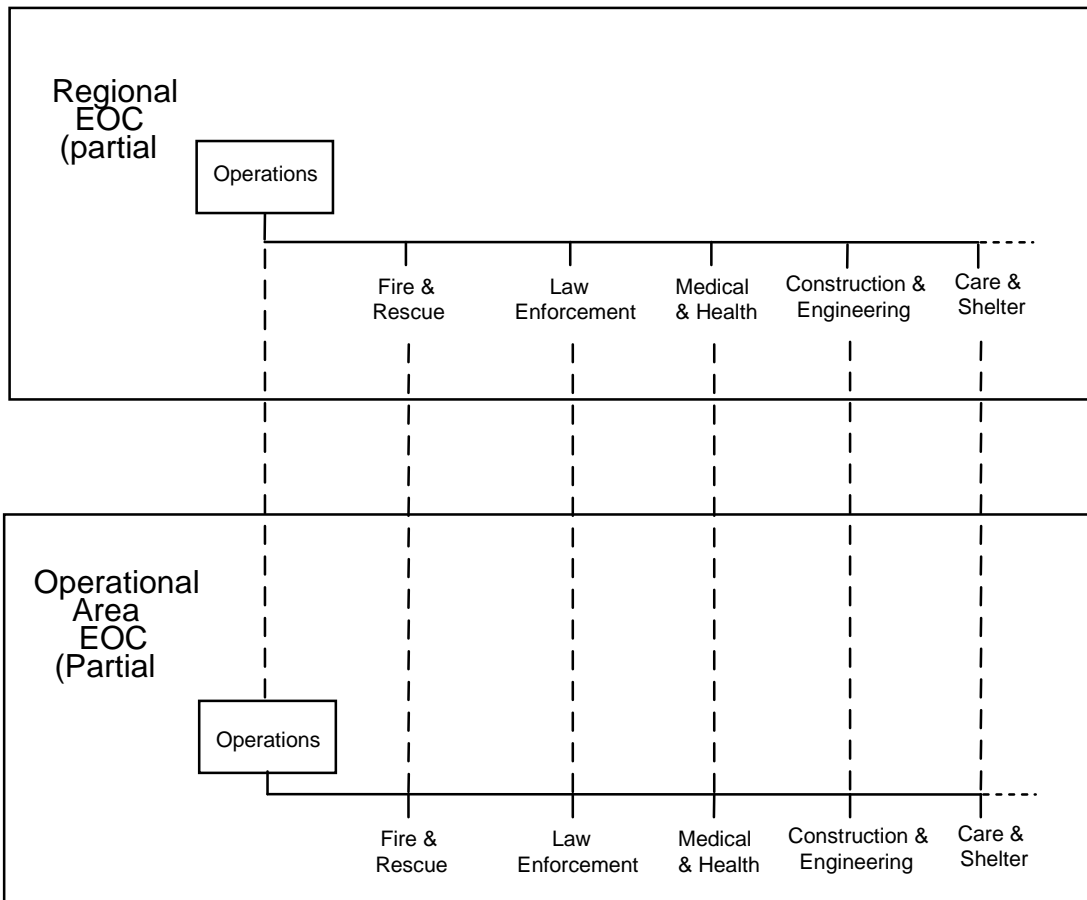 Regional
EOC
(partial
Operations
Fire &
Rescue
Law
Enforcement
Medical
& Health
Construction &
Engineering
Care &
Shelter
Operational
Area
EOC
(Partial
Operations
Fire &
Rescue
Law
Enforcement
Medical
& Health
Construction &
Engineering
Care &
Shelter